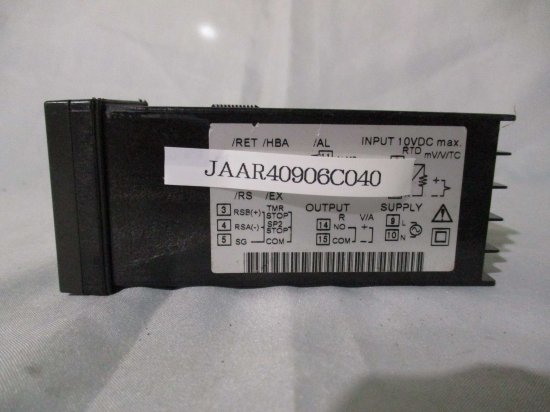 /RET /HBA /AL INPUT 10VDC max.
RTD mV/V/TC
JAAR40906C040
/RS /EX OUTPUT SUPPLY
3 RSB(+) TMR STOP R V/A 9 L
4 RSA(-) SP2 STOP 14 NO + 10 N
5 SG COM 15 COM -